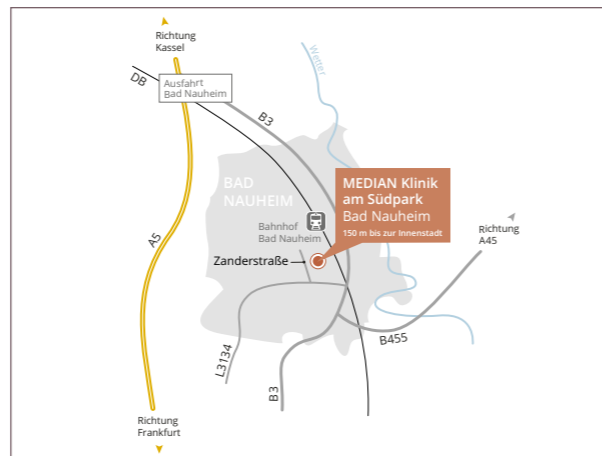 Richtung
Kassel
DB
Ausfahrt
Bad Nauheim
B3
Wetter
BAD
NAUHEIM
MEDIAN Klinik
am Südpark
Bad Nauheim
150 m bis zur Innenstadt
Bahnhof
Bad Nauheim
Richtung
A45
A5
Zanderstraße
B455
L3134
B3
Richtung
Frankfurt